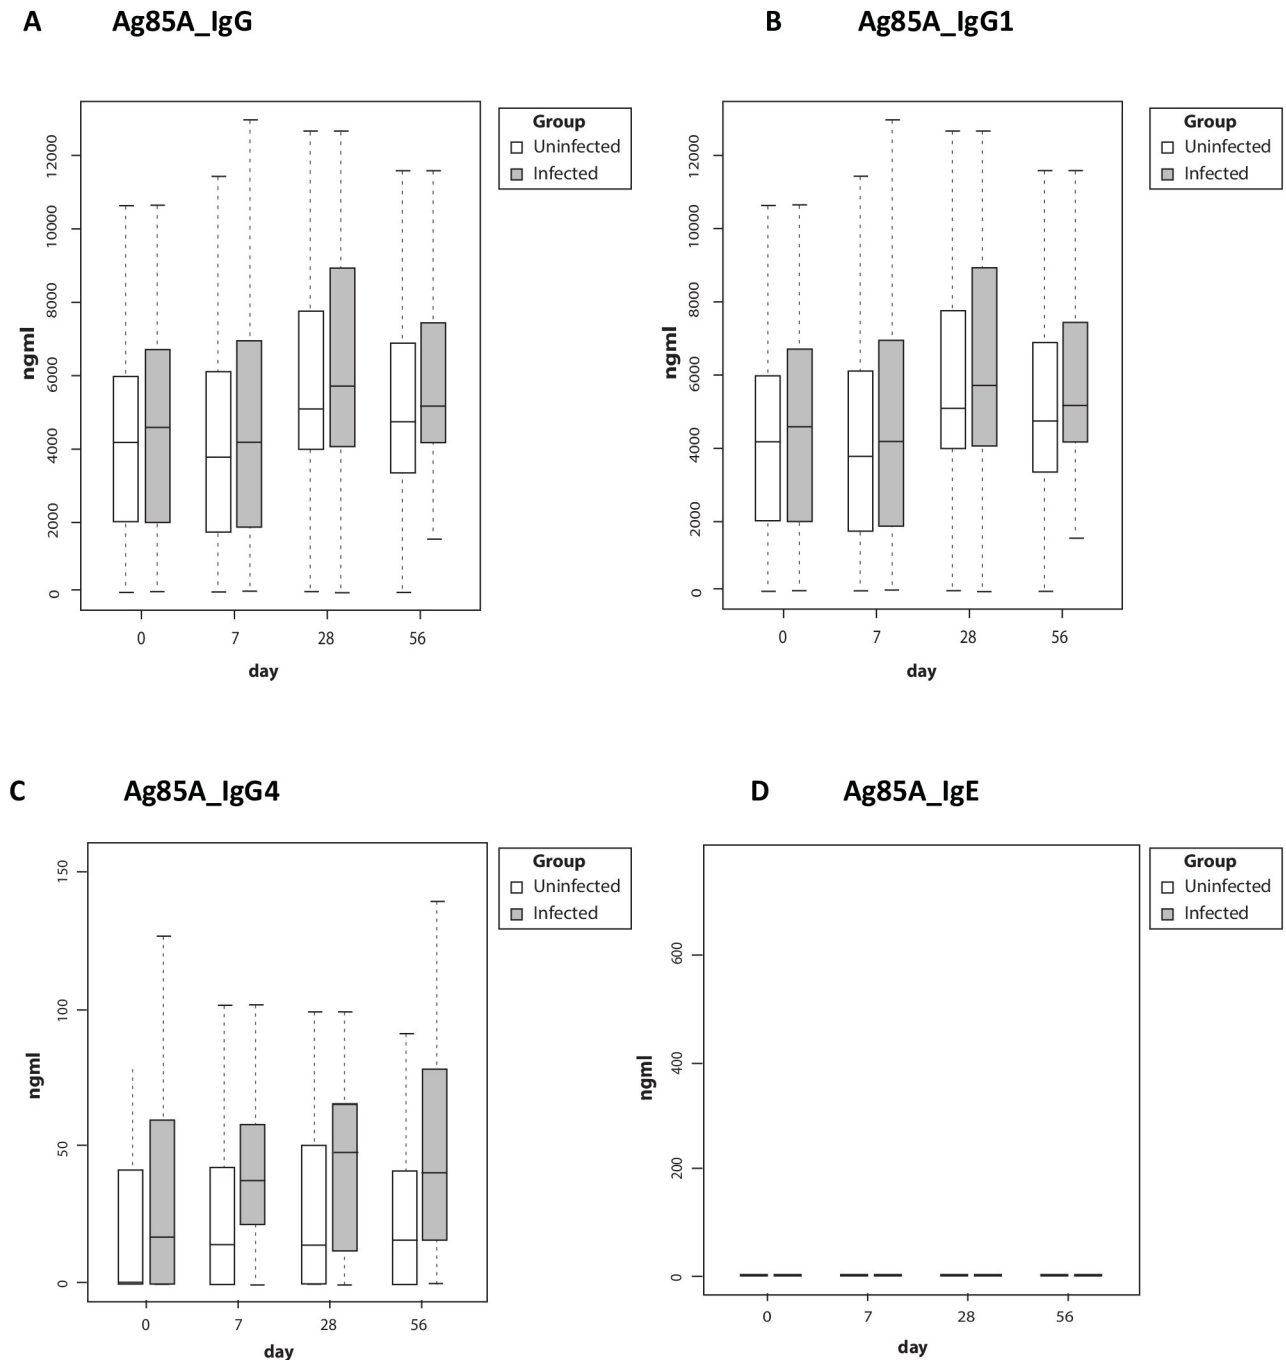 A Ag85A_IgG
B Ag85A_IgG1
Group
Uninfected
Infected
12000
10000
8000
6000
4000
2000
0
ngml
0 7 28 56
day
Group
Uninfected
Infected
12000
10000
8000
6000
4000
2000
0
ngml
0 7 28 56
day
C Ag85A_IgG4
D Ag85A_IgE
Group
Uninfected
Infected
150
100
50
0
ngml
0 7 28 56
day
Group
Uninfected
Infected
600
400
200
0
ngml
0 7 28 56
day